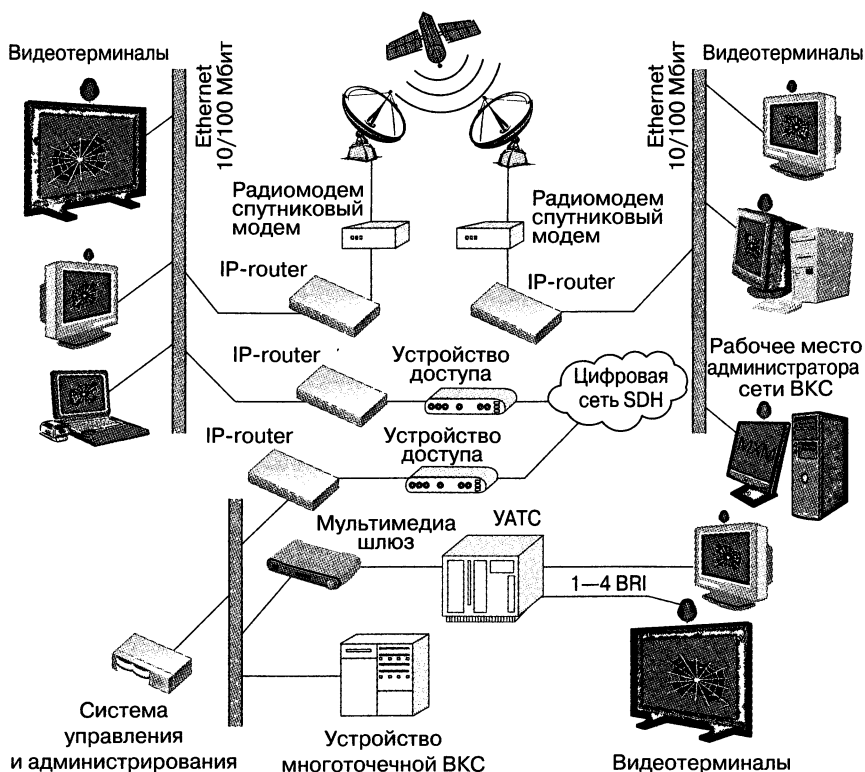 Видеотерминалы
Ethernet
10/100 Мбит
Ethernet
10/100 Мбит
Видеотерминалы
Радиомодем
спутниковый
модем
Радиомодем
спутниковый
модем
IP-router
IP-router
IP-router
Устройство
доступа
Цифровая
сеть SDH
Рабочее место
администратора
сети ВКС
IP-router
Устройство
доступа
Мультимедиа
шлюз
УАТС
1—4 BRI
Система
управления
и администрирования
Устройство
многоточечной ВКС
Видеотерминалы